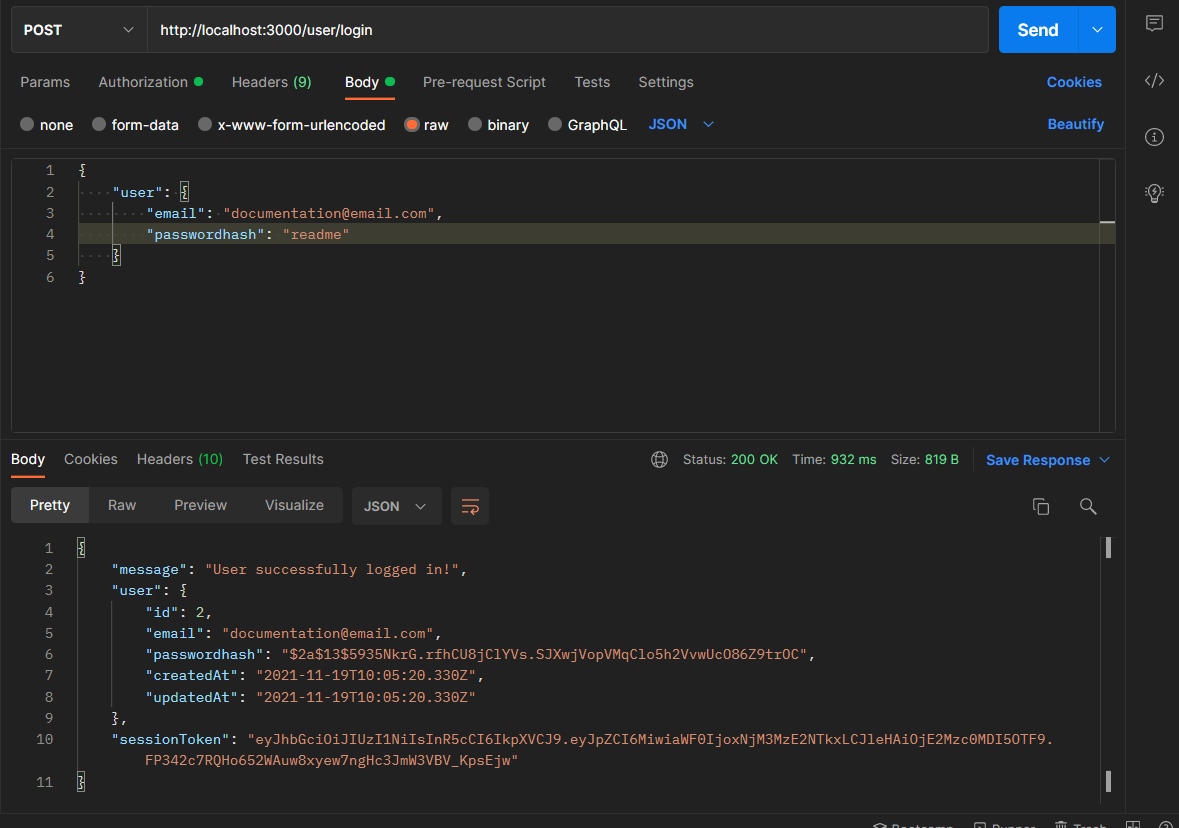 POST http://localhost:3000/user/login Send
Params Authorization Headers (9) Body Pre-request Script Tests Settings Cookies
none form-data x-www-form-urlencoded raw binary GraphQL JSON Beautify
1 {
2 "user": {
3 "email": "documentation@email.com",
4 "passwordhash": "readme"
5 }
6 }
Body Cookies Headers (10) Test Results Status: 200 OK Time: 932 ms Size: 819 B Save Response
Pretty Raw Preview Visualize JSON
1 {
2 "message": "User successfully logged in!",
3 "user": {
4 "id": 2,
5 "email": "documentation@email.com",
6 "passwordhash": "$2a$13$5935NkrG.rfhCU8jClYVs.SJXwjVopVMqClo5h2VvwUcO86Z9trOC",
7 "createdAt": "2021-11-19T10:05:20.330Z",
8 "updatedAt": "2021-11-19T10:05:20.330Z"
9 },
10 "sessionToken": "eyJhbGciOiJIUzI1NiIsInR5cCI6IkpXVCJ9.eyJpZCI6MiwiaWF0IjoxNjM3MzE2NTkxLCJleHAiOjE2Mzc0MDI5OTF9.
FP342c7RQHo652WAuw8xyew7ngHc3JmW3VBV_KpsEjw"
11 }
Bootcamp Runner Trash